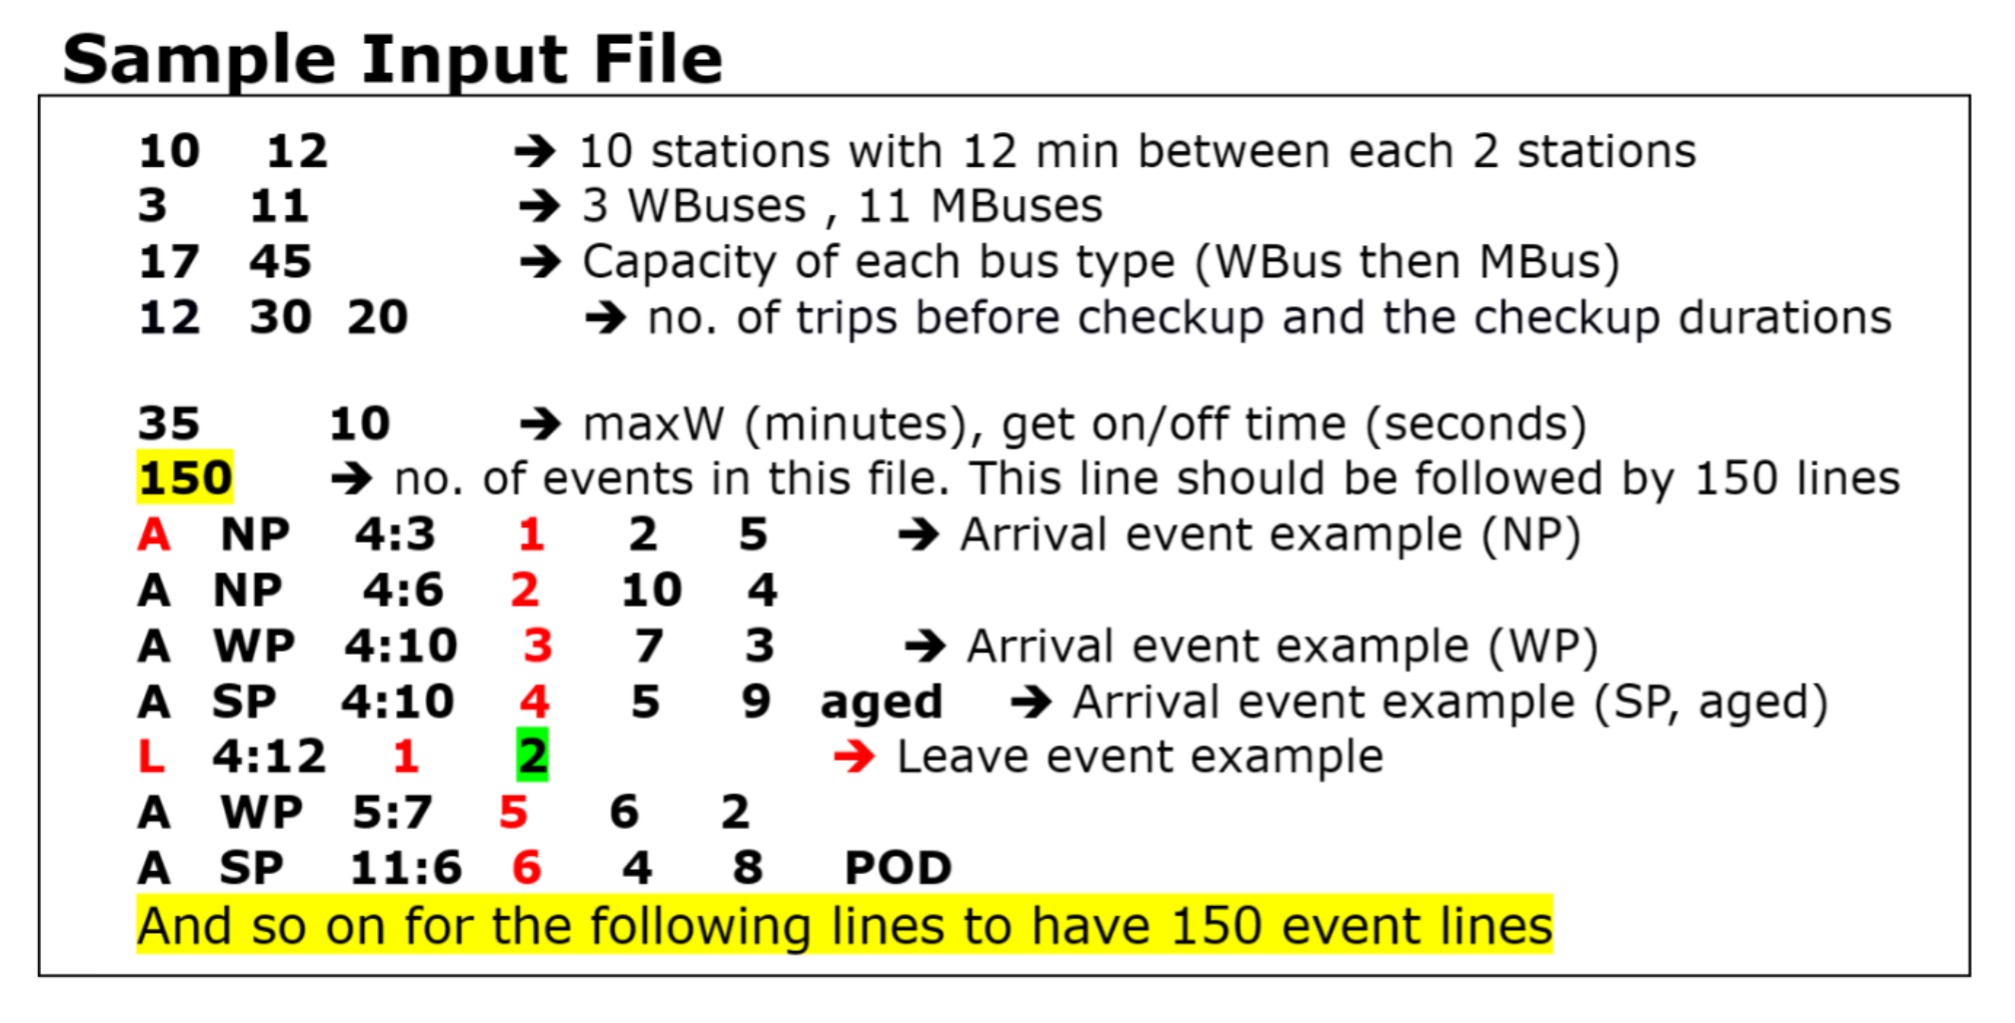 Sample Input File
10 12 ➔ 10 stations with 12 min between each 2 stations
3 11 ➔ 3 WBuses , 11 MBuses
17 45 ➔ Capacity of each bus type (WBus then MBus)
12 30 20 ➔ no. of trips before checkup and the checkup durations
35 10 ➔ maxW (minutes), get on/off time (seconds)
150 ➔ no. of events in this file. This line should be followed by 150 lines
A NP 4:3 1 2 5 ➔ Arrival event example (NP)
A NP 4:6 2 10 4
A WP 4:10 3 7 3 ➔ Arrival event example (WP)
A SP 4:10 4 5 9 aged ➔ Arrival event example (SP, aged)
L 4:12 1 2 ➔ Leave event example
A WP 5:7 5 6 2
A SP 11:6 6 4 8 POD
And so on for the following lines to have 150 event lines